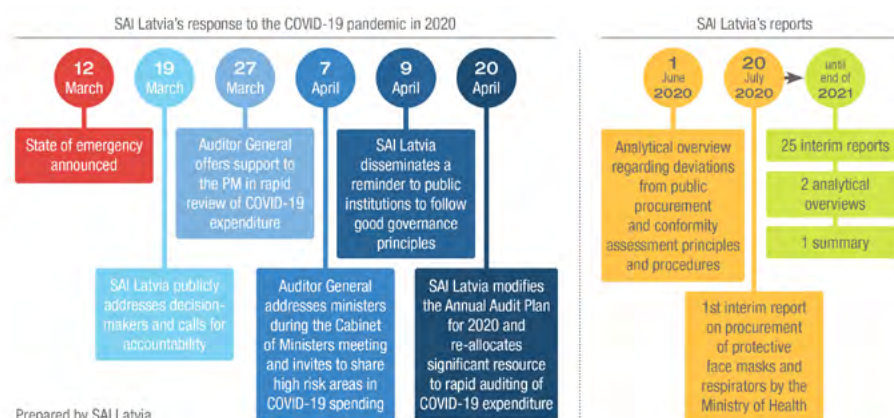 SAI Latvia's response to the COVID-19 pandemic in 2020
12
March
State of emergency
announced
19
March
SAI Latvia publicly
addresses decision-
makers and calls for
accountability
27
March
Auditor General
offers support to
the PM in rapid
review of COVID-19
expenditure
7
April
Auditor General
addresses ministers
during the Cabinet
of Ministers meeting
and invites to share
high risk areas in
COVID-19 spending
9
April
SAI Latvia
disseminates a
reminder to public
institutions to follow
good governance
principles
20
April
SAI Latvia modifies
the Annual Audit Plan
for 2020 and
re-allocates
significant resource
to rapid auditing of
COVID-19 expenditure
SAI Latvia's reports
1
June
2020
Analytical overview
regarding deviations
from public
procurement
and conformity
assessment principles
and procedures
20
July
2020
1st interim report
on procurement
of protective
face masks and
respirators by the
Ministry of Health
until
end of
2021
25 interim reports
2 analytical
overviews
1 summary
Prepared by SAI Latvia